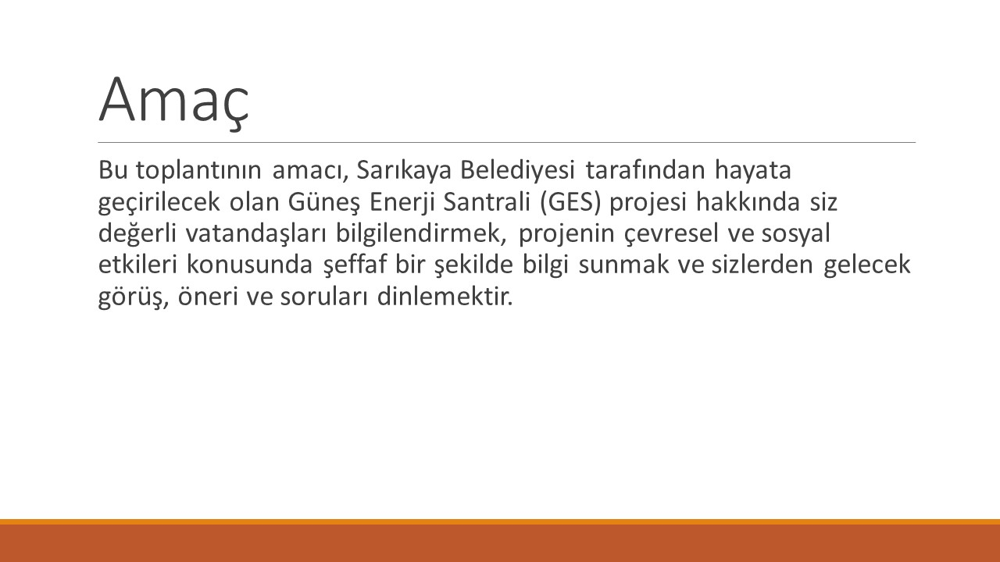 Amaç
Bu toplantının amacı, Sarıkaya Belediyesi tarafından hayata
geçirilecek olan Güneş Enerji Santrali (GES) projesi hakkında siz
değerli vatandaşları bilgilendirmek, projenin çevresel ve sosyal
etkileri konusunda şeffaf bir şekilde bilgi sunmak ve sizlerden gelecek
görüş, öneri ve soruları dinlemektir.